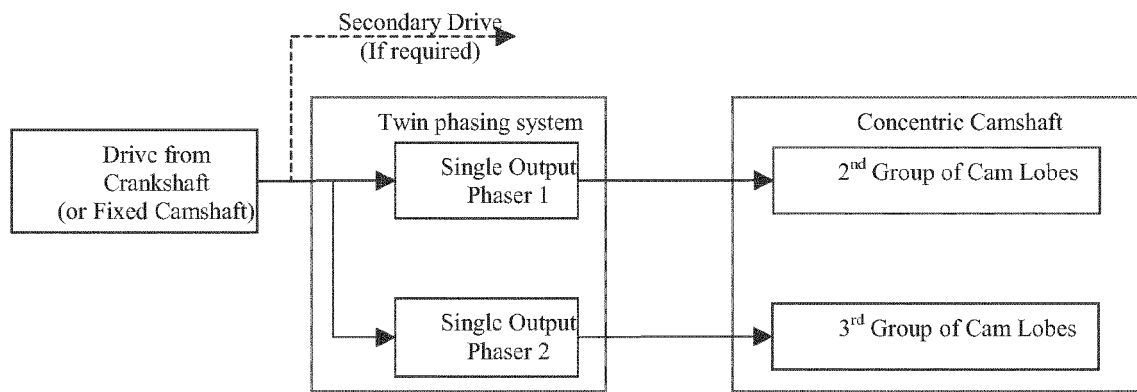 Secondary Drive
(If required)
Twin phasing system
Concentric Camshaft
Drive from
Crankshaft
(or Fixed Camshaft)
Single Output
Phaser 1
2nd Group of Cam Lobes
Single Output
Phaser 2
3rd Group of Cam Lobes